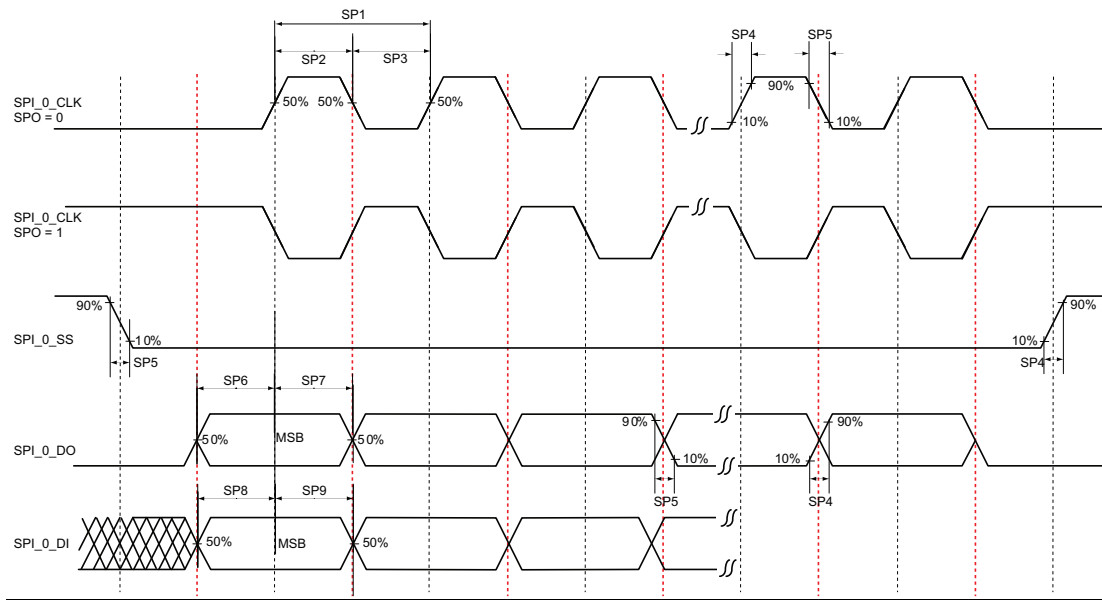 SP1
SP4
SP5
SP2
SP3
SPI_0_CLK
SPO = 0
50%
50%
50%
90%
10%
10%
SPI_0_CLK
SPO = 1
90%
90%
SPI_0_SS
10%
10%
SP5
SP4
SP6
SP7
90%
90%
SPI_0_DO
50%
MSB
50%
10%
10%
SP8
SP9
SP5
SP4
SPI_0_DI
50%
MSB
50%